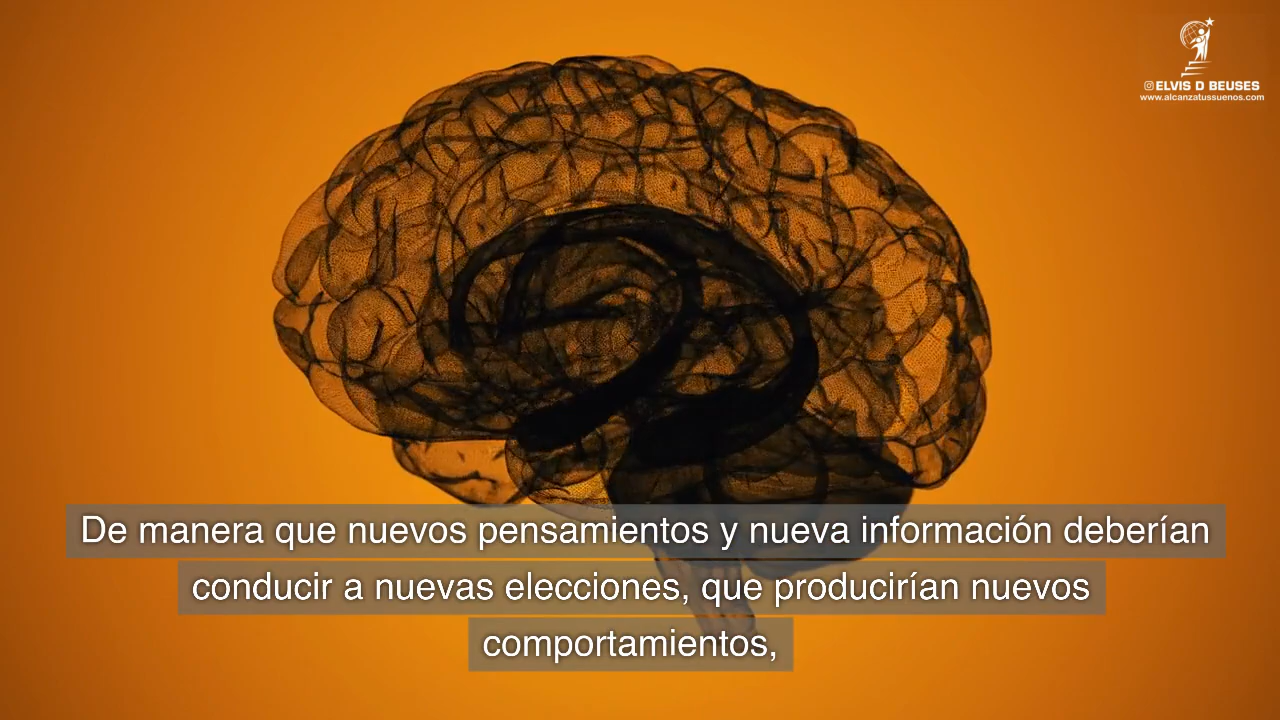 ELVIS D BEUSES
www.alcanzatussuenos.com
De manera que nuevos pensamientos y nueva información deberían
conducir a nuevas elecciones, que producirían nuevos
comportamientos,